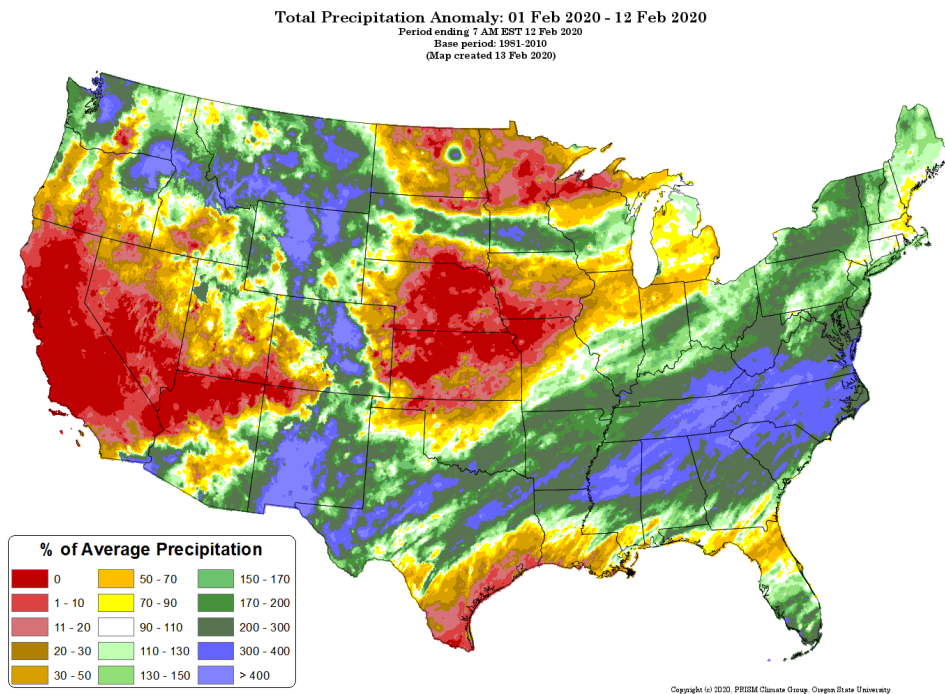 Total Precipitation Anomaly: 01 Feb 2020 - 12 Feb 2020
Period ending 7 AM EST 12 Feb 2020
Base period: 1981-2010
(Map created 13 Feb 2020)
% of Average Precipitation
0
50 - 70
150 - 170
1 - 10
70 - 90
170 - 200
11 - 20
90 - 110
200 - 300
20 - 30
110 - 130
300 - 400
30 - 50
130 - 150
> 400
Copyright (c) 2020, PRISM Climate Group, Oregon State University